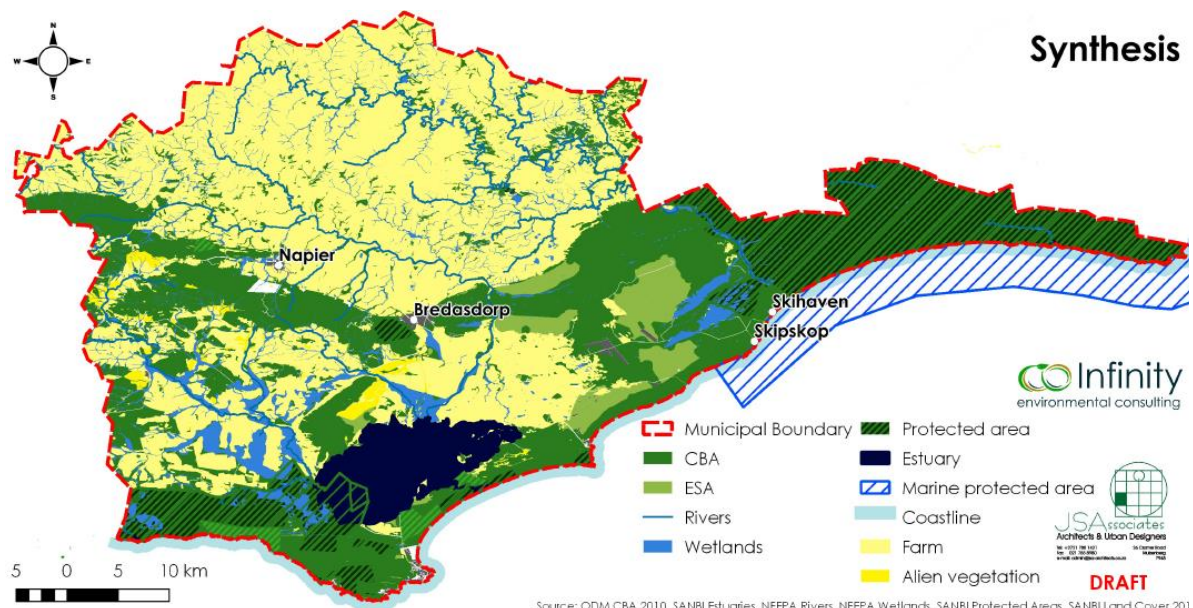 N
W E
S
Synthesis
Napier
Bredasdorp
Skihaven
Skipskop
Infinity
environmental consulting
Municipal Boundary
CBA
ESA
Rivers
Wetlands
Protected area
Estuary
Marine protected area
Coastline
Farm
Alien vegetation
JSAssociates
Architects & Urban Designers
5 0 5 10 km
DRAFT
Source: ODM CBA 2010, SANBI Estuaries, NFEPA Rivers, NFEPA Wetlands, SANBI Protected Areas, SANBI Land Cover 201